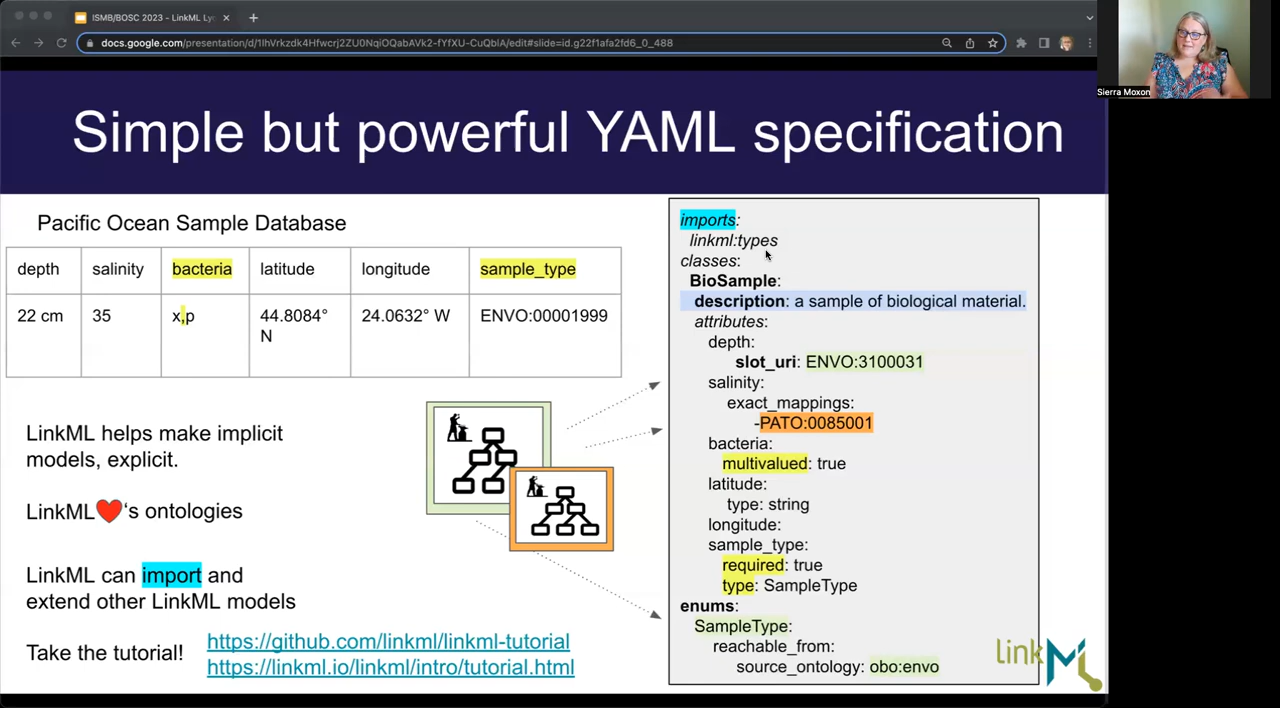 ISMB/BOSC 2023 - LinkML Ly
docs.google.com/presentation/d/1lhVrkzdk4Hfwcrj2ZU0NqiOQabAVk2-fYfXU-CuQblA/edit#slide=id.g22f1afa2fd6_0_488
Sierra Moxon
Simple but powerful YAML specification
Pacific Ocean Sample Database
depth salinity bacteria latitude longitude sample_type
22 cm 35 x,p 44.8084° N 24.0632° W ENVO:00001999
LinkML helps make implicit
models, explicit.
LinkML❤'s ontologies
LinkML can import and
extend other LinkML models
Take the tutorial!
https://github.com/linkml/linkml-tutorial
https://linkml.io/linkml/intro/tutorial.html
imports:
linkml:types
classes:
BioSample:
description: a sample of biological material.
attributes:
depth:
slot_uri: ENVO:3100031
salinity:
exact_mappings:
-PATO:0085001
bacteria:
multivalued: true
latitude:
type: string
longitude:
sample_type:
required: true
type: SampleType
enums:
SampleType:
reachable_from:
source_ontology: obo:envo
linkML